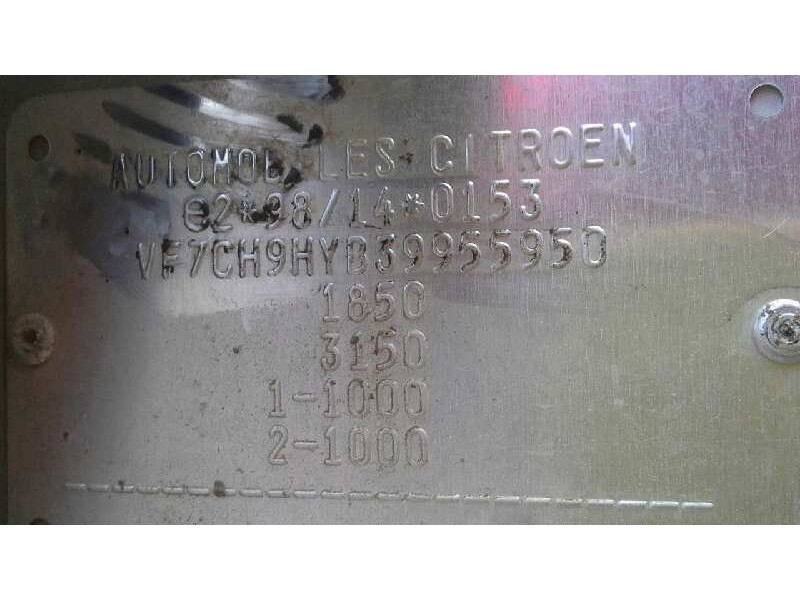 AUTOMOBILES CITROEN
e2*98/14*0153
VF7CH9HYB39955950
1850
3150
1-1000
2-1000